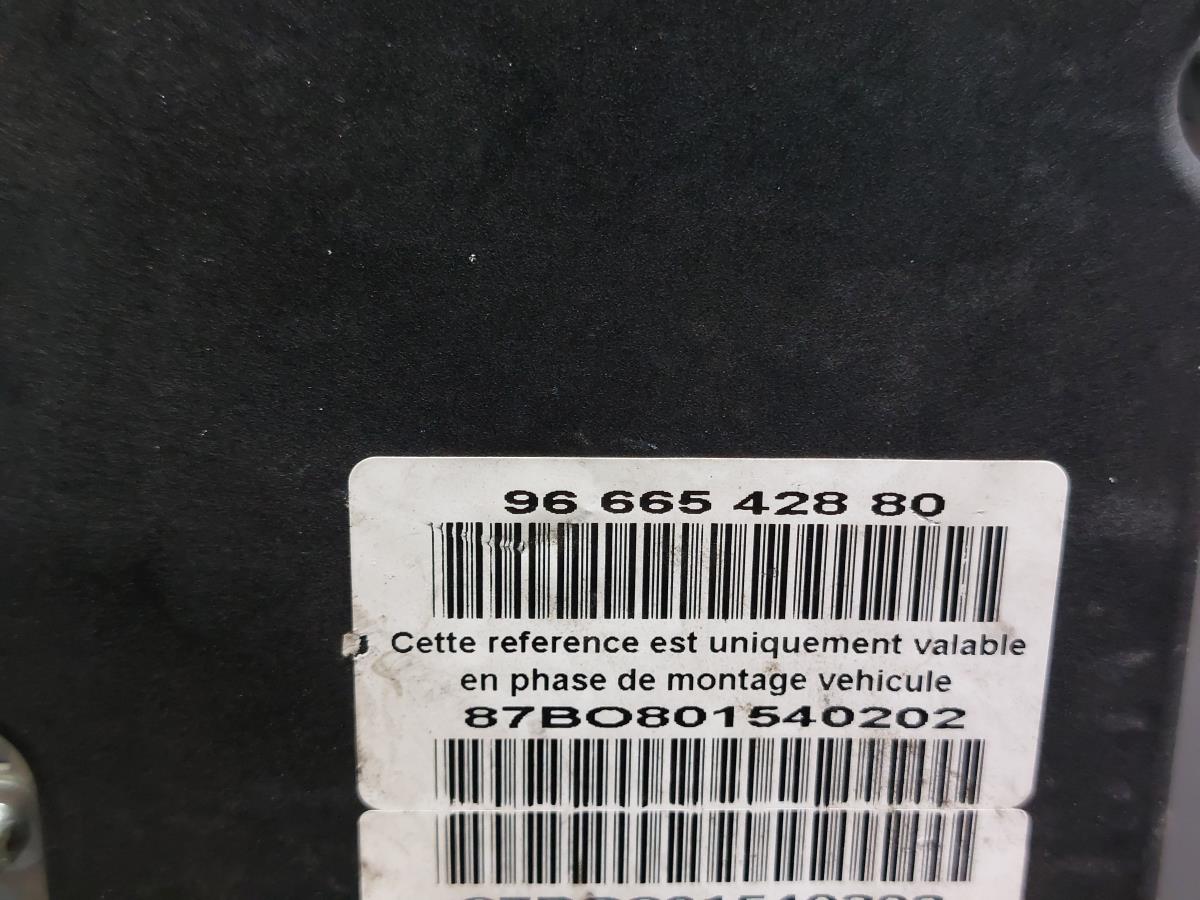 96 665 428 80
Cette reference est uniquement valable
en phase de montage vehicule
87BO801540202